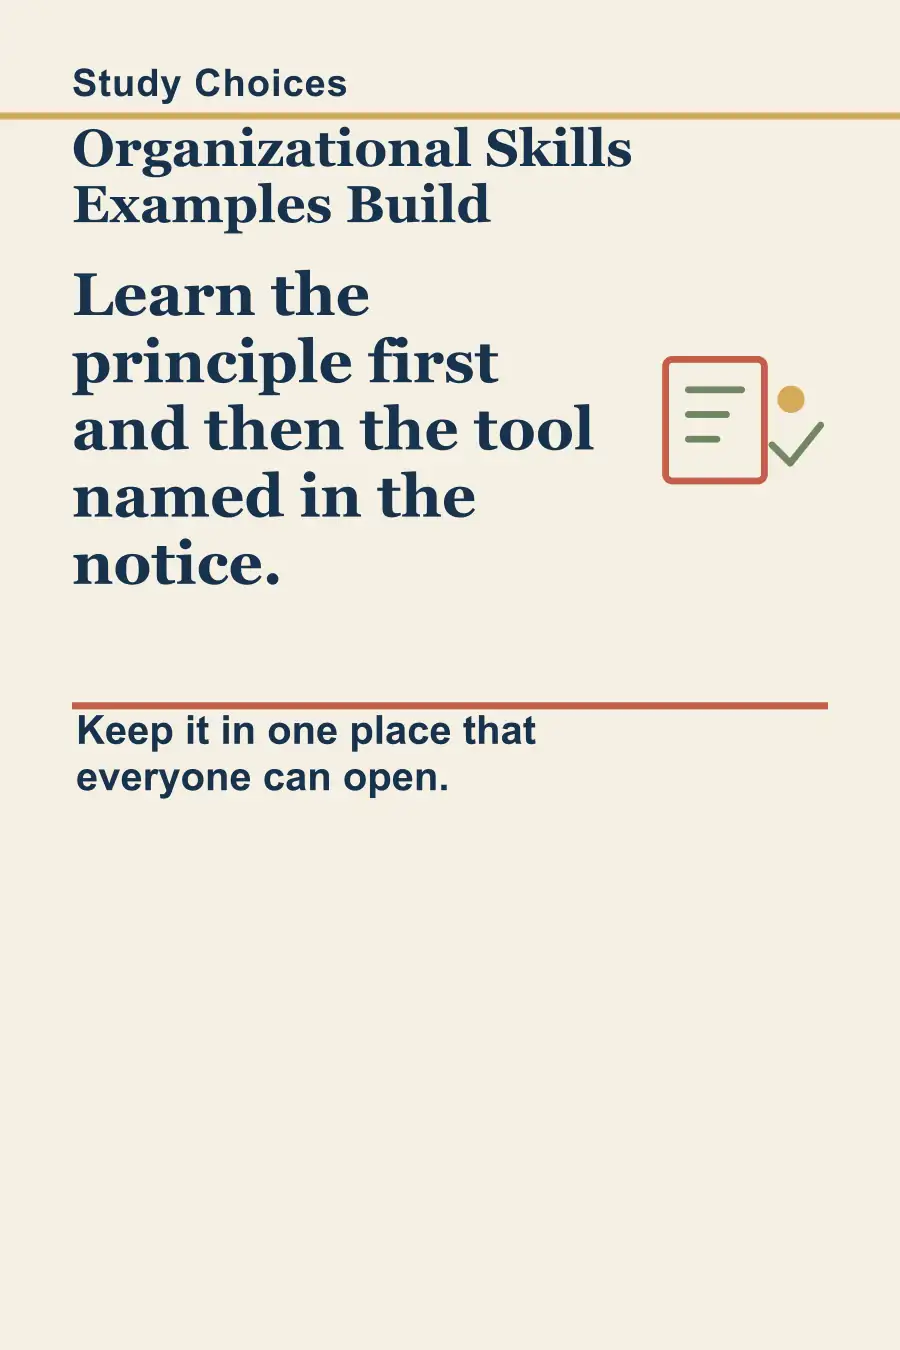 Study Choices
Organizational Skills
Examples Build
Learn the
principle first
and then the tool
named in the
notice.
Keep it in one place that
everyone can open.